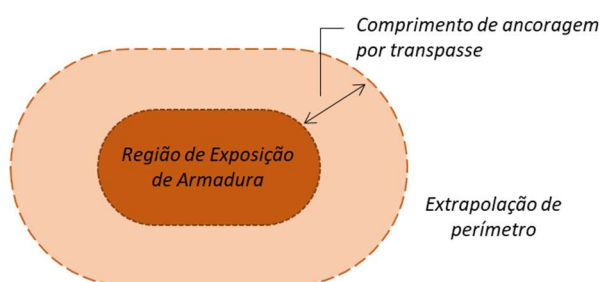 Comprimento de ancoragem
por transpasse
Região de Exposição
de Armadura
Extrapolação de
perímetro